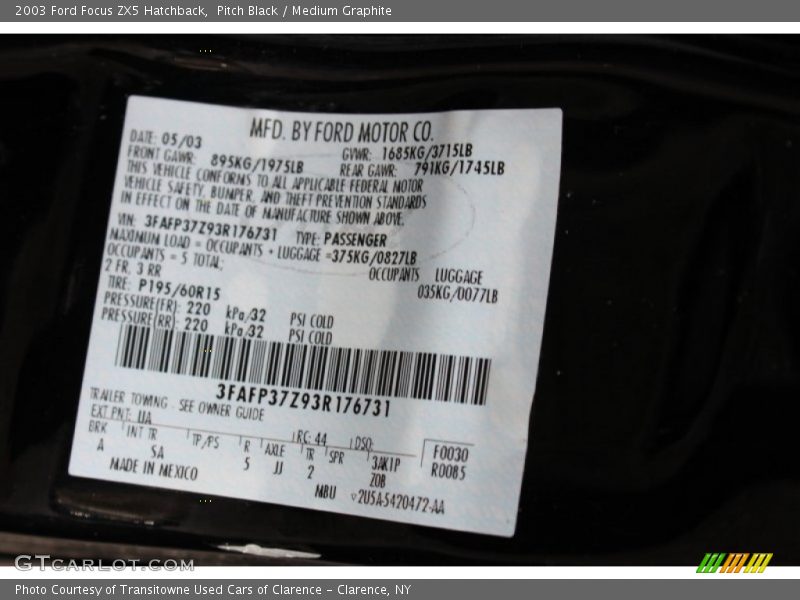 2003 Ford Focus ZX5 Hatchback,  Pitch Black / Medium Graphite
MFD. BY FORD MOTOR CO.
DATE: 05/03 GVWR: 1685KG/3715LB
FRONT GAWR: 895KG/1975LB REAR GAWR: 791KG/1745LB
THIS VEHICLE CONFORMS TO ALL APPLICABLE FEDERAL MOTOR
VEHICLE SAFETY, BUMPER, AND THEFT PREVENTION STANDARDS
IN EFFECT ON THE DATE OF MANUFACTURE SHOWN ABOVE.
VIN: 3FAFP37Z93R176731 TYPE: PASSENGER
MAXIMUM LOAD = OCCUPANTS + LUGGAGE =375KG/0827LB
OCCUPANTS = 5 TOTAL; OCCUPANTS LUGGAGE
2 FR, 3 RR 035KG/0077LB
TIRE: P195/60R15
PRESSURE(FR): 220 kPa/32 PSI COLD
PRESSURE(RR): 220 kPa/32 PSI COLD
3FAFP37Z93R176731
TRAILER TOWING - SEE OWNER GUIDE
EXT PNT: UA RC: 44 DSO: F0030
BRK INT TR TP/PS R AXLE TR SPR 3AK1P R0085
A 5A 5 JJ 2 ZOB
MADE IN MEXICO MBU ▽2U5A-5420472-AA
GTCARLOT.COM
Photo Courtesy of Transitowne Used Cars of Clarence – Clarence, NY